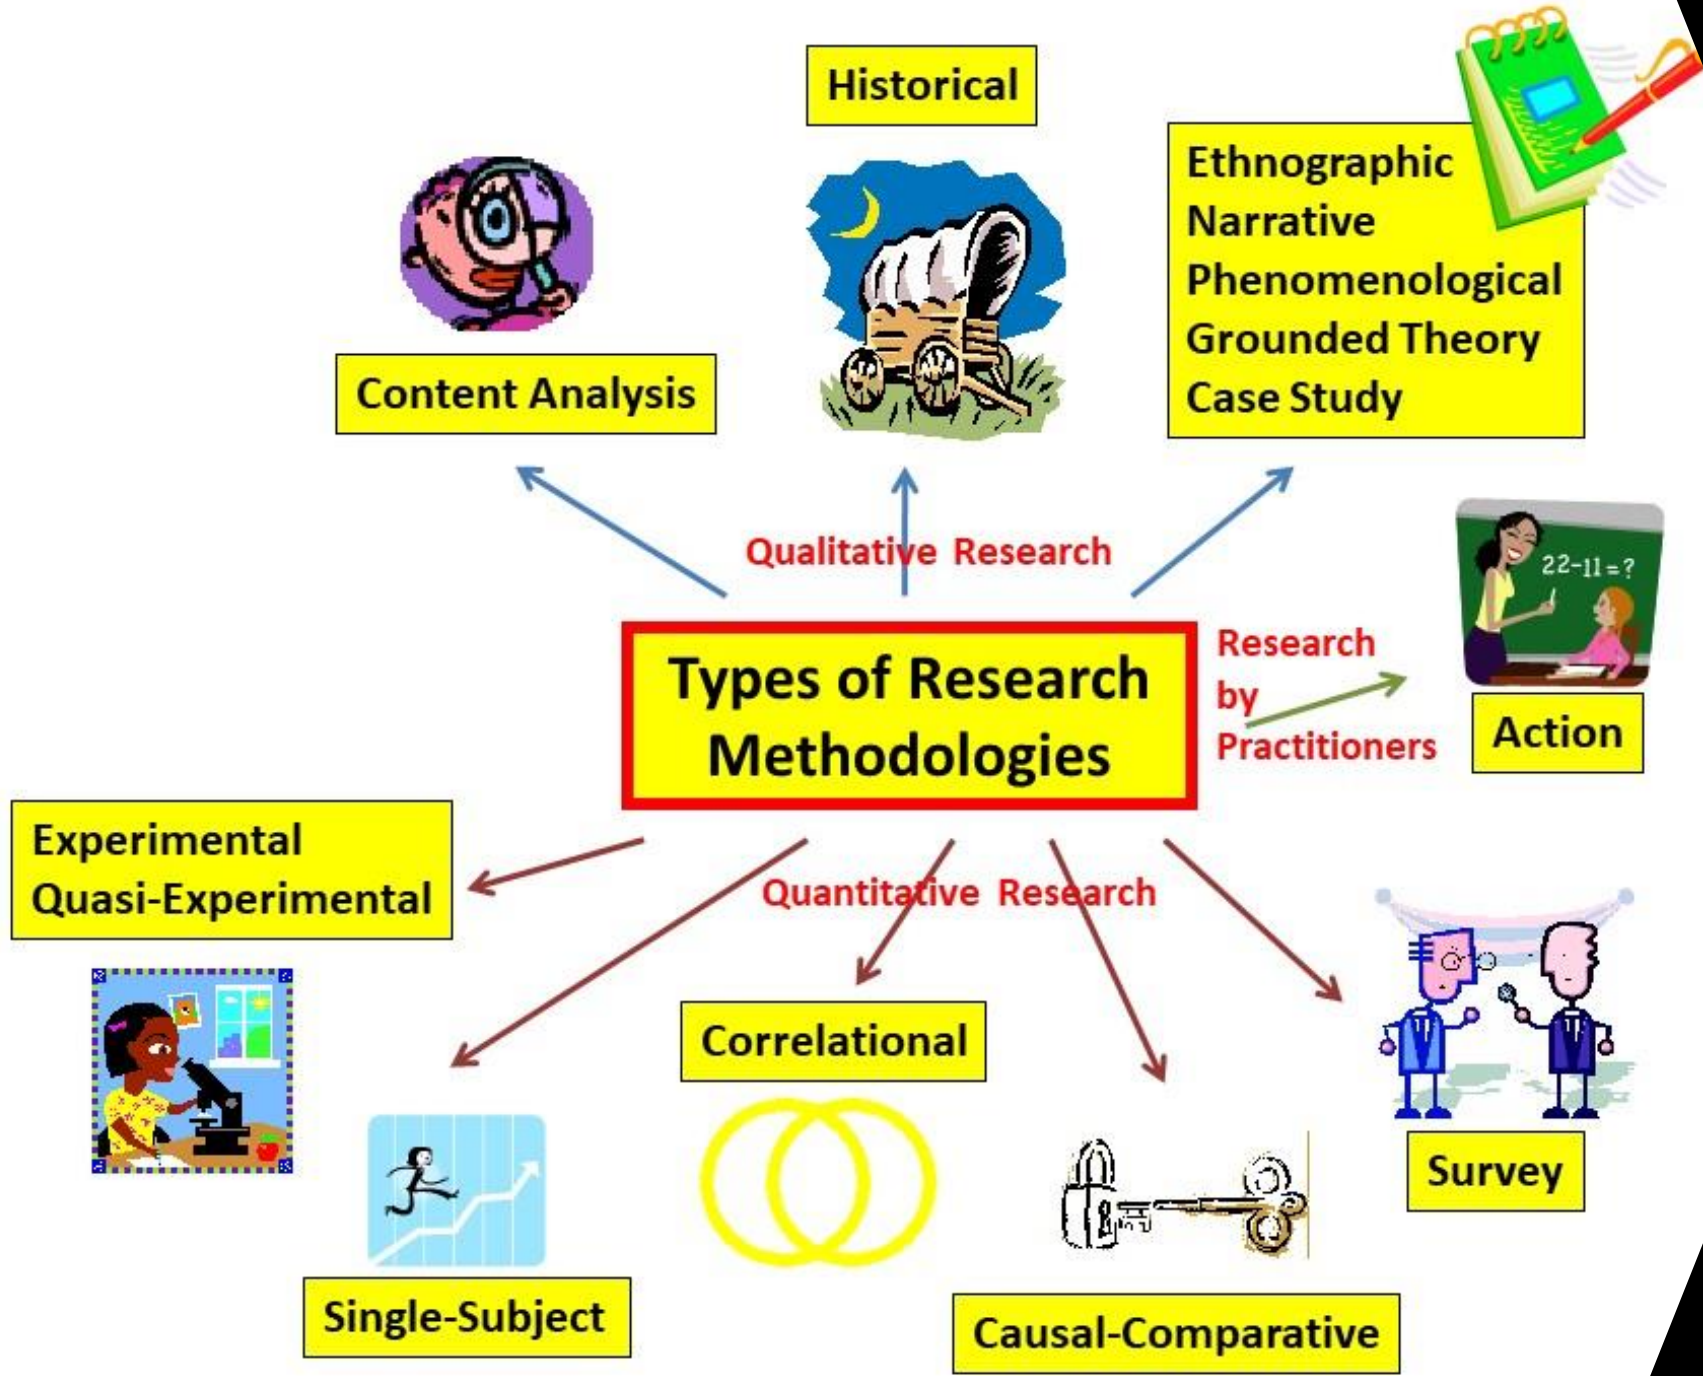 Historical
Content Analysis
Ethnographic
Narrative
Phenomenological
Grounded Theory
Case Study
Qualitative Research
22-11=?
Types of Research
Methodologies
Research
by
Practitioners
Action
Experimental
Quasi-Experimental
Quantitative Research
Correlational
Survey
Single-Subject
Causal-Comparative